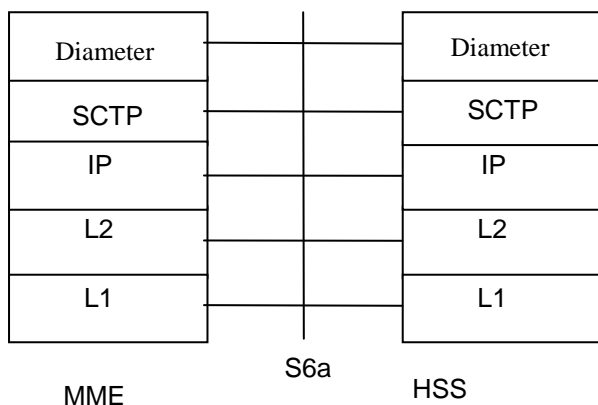 Diameter Diameter
SCTP SCTP
IP IP
L2 L2
L1 L1
S6a
MME HSS